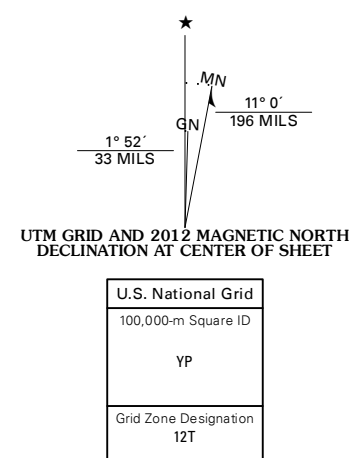 ★
MN
GN
11° 0´
196 MILS
1° 52´
33 MILS
UTM GRID AND 2012 MAGNETIC NORTH
DECLINATION AT CENTER OF SHEET
U.S. National Grid
100,000-m Square ID
YP
Grid Zone Designation
12T